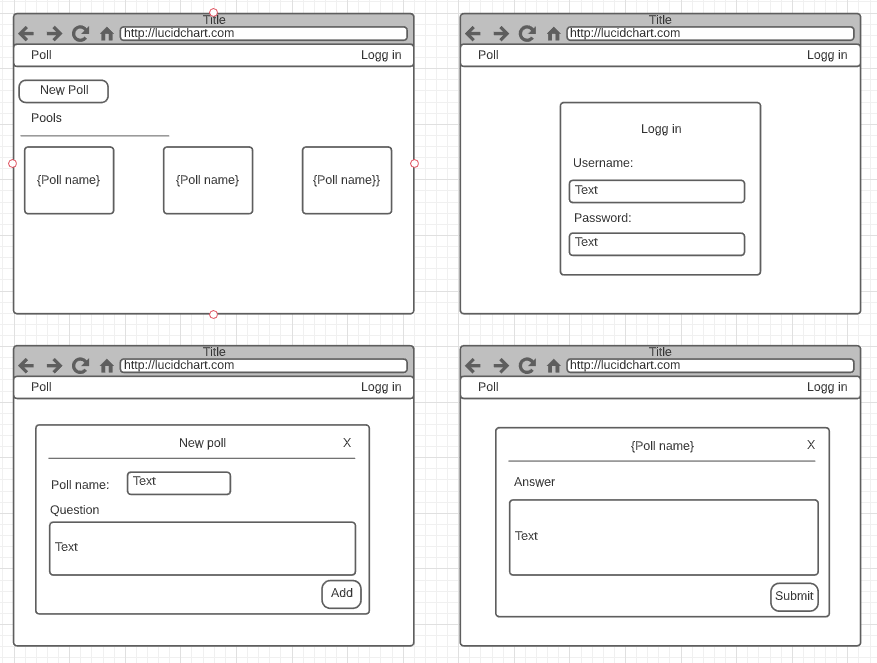 Title
http://lucidchart.com
Poll Logg in
New Poll
Pools
{Poll name} {Poll name} {Poll name}}
Title
http://lucidchart.com
Poll Logg in
Logg in
Username:
Text
Password:
Text
Title
http://lucidchart.com
Poll Logg in
New poll X
Poll name: Text
Question
Text
Add
Title
http://lucidchart.com
Poll Logg in
{Poll name} X
Answer
Text
Submit